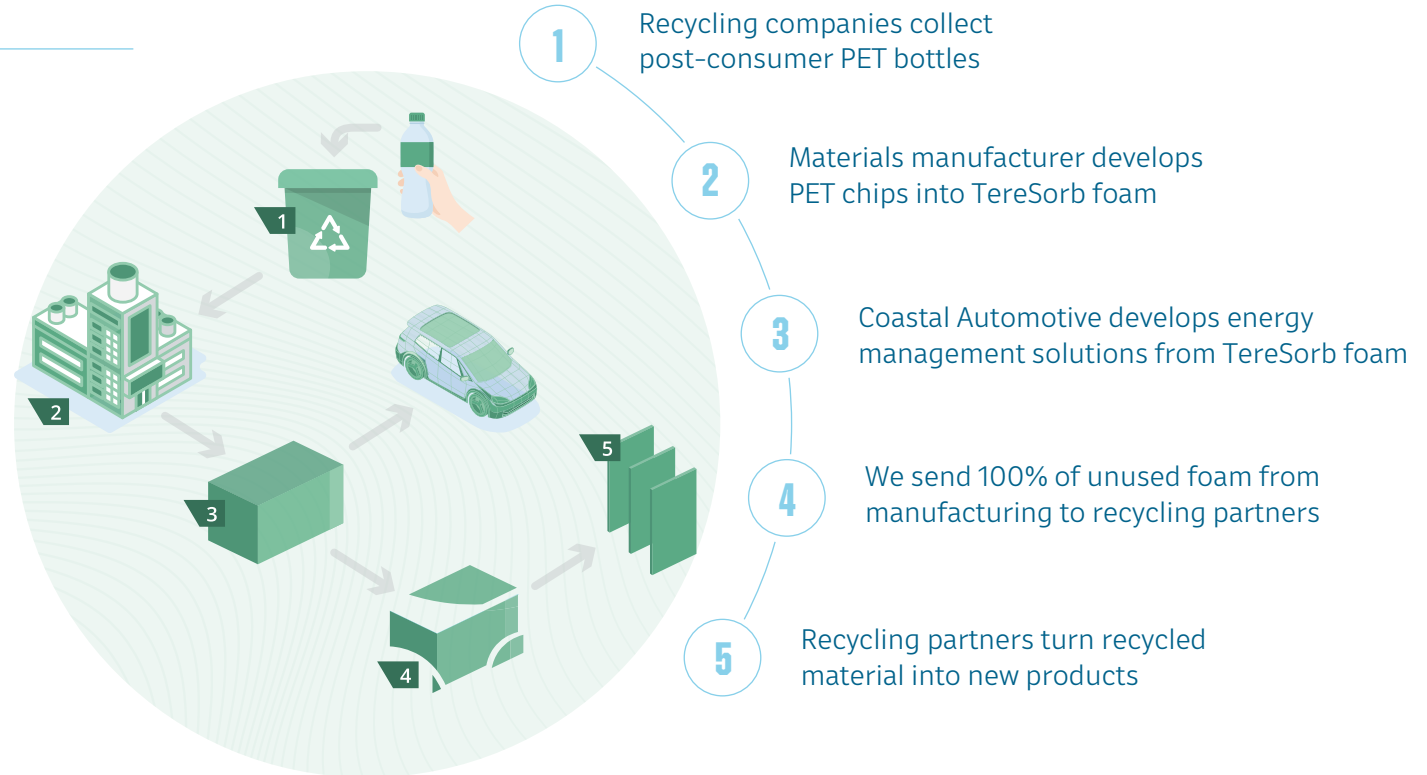 1
Recycling companies collect
post-consumer PET bottles
2
Materials manufacturer develops
PET chips into TereSorb foam
3
Coastal Automotive develops energy
management solutions from TereSorb foam
4
We send 100% of unused foam from
manufacturing to recycling partners
5
Recycling partners turn recycled
material into new products
1
2
3
4
5